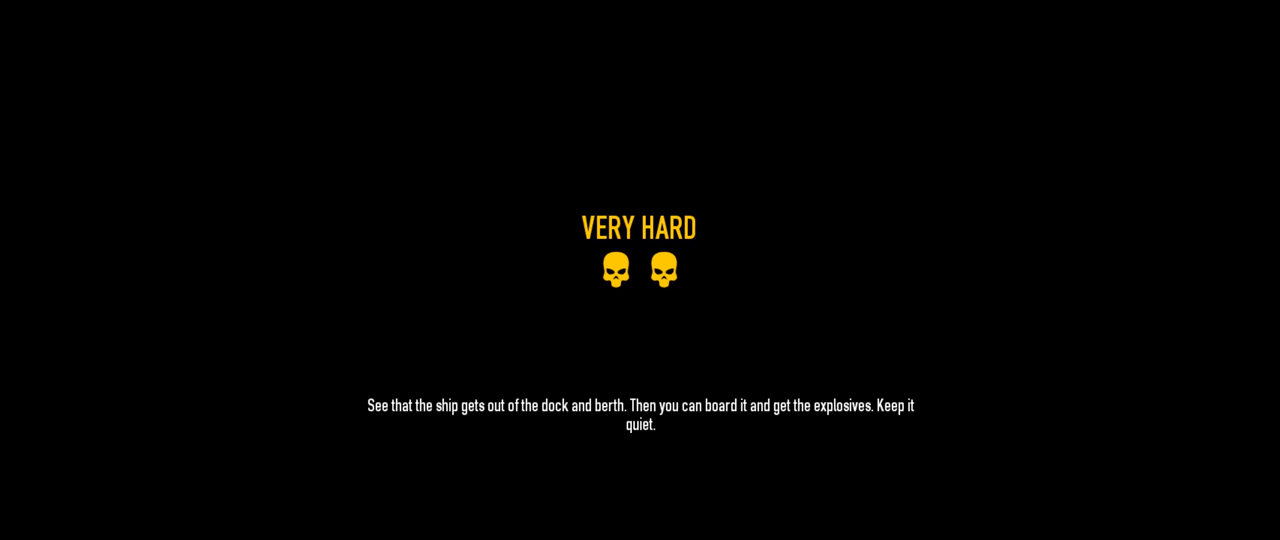 VERY HARD
See that the ship gets out of the dock and berth. Then you can board it and get the explosives. Keep it
quiet.